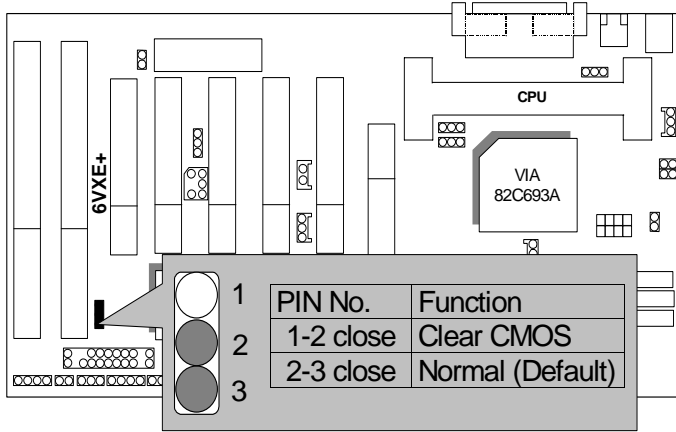 CPU
6VXE+
VIA
82C693A
1
2
3
PIN No. Function
1-2 close Clear CMOS
2-3 close Normal (Default)